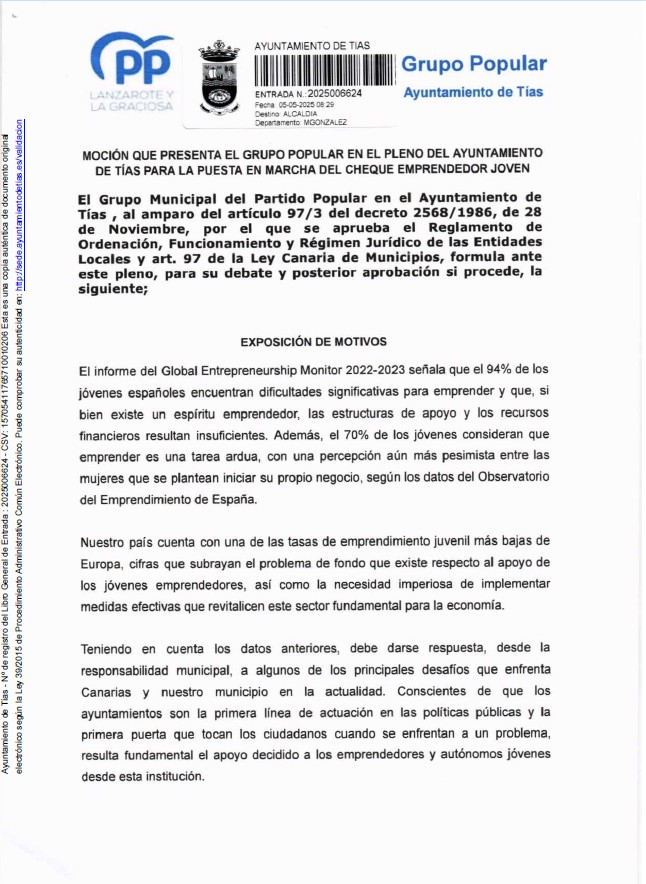 pp
LANZAROTE Y
LA GRACIOSA
AYUNTAMIENTO DE TIAS
ENTRADA N.: 2025006624
Fecha: 05-05-2025 08:29
Destino: ALCALDIA
Departamento: MGONZALEZ
Grupo Popular
Ayuntamiento de Tías
MOCIÓN QUE PRESENTA EL GRUPO POPULAR EN EL PLENO DEL AYUNTAMIENTO
DE TÍAS PARA LA PUESTA EN MARCHA DEL CHEQUE EMPRENDEDOR JOVEN
El Grupo Municipal del Partido Popular en el Ayuntamiento de
Tías , al amparo del artículo 97/3 del decreto 2568/1986, de 28
de Noviembre, por el que se aprueba el Reglamento de
Ordenación, Funcionamiento y Régimen Jurídico de las Entidades
Locales y art. 97 de la Ley Canaria de Municipios, formula ante
este pleno, para su debate y posterior aprobación si procede, la
siguiente;
EXPOSICIÓN DE MOTIVOS
El informe del Global Entrepreneurship Monitor 2022-2023 señala que el 94% de los
jóvenes españoles encuentran dificultades significativas para emprender y que, si
bien existe un espíritu emprendedor, las estructuras de apoyo y los recursos
financieros resultan insuficientes. Además, el 70% de los jóvenes consideran que
emprender es una tarea ardua, con una percepción aún más pesimista entre las
mujeres que se plantean iniciar su propio negocio, según los datos del Observatorio
del Emprendimiento de España.
Nuestro país cuenta con una de las tasas de emprendimiento juvenil más bajas de
Europa, cifras que subrayan el problema de fondo que existe respecto al apoyo de
los jóvenes emprendedores, así como la necesidad imperiosa de implementar
medidas efectivas que revitalicen este sector fundamental para la economía.
Teniendo en cuenta los datos anteriores, debe darse respuesta, desde la
responsabilidad municipal, a algunos de los principales desafíos que enfrenta
Canarias y nuestro municipio en la actualidad. Conscientes de que los
ayuntamientos son la primera línea de actuación en las políticas públicas y la
primera puerta que tocan los ciudadanos cuando se enfrentan a un problema,
resulta fundamental el apoyo decidido a los emprendedores y autónomos jóvenes
desde esta institución.
Ayuntamiento de Tías - Nº de registro del Libro General de Entrada : 2025006624 - CSV: 15705411765710010206 Esta es una copia auténtica de documento original
electrónico según la Ley 39/2015 de Procedimiento Administrativo Común Electrónico. Puede comprobar su autenticidad en: http://sede.ayuntamientodetias.es/validacion